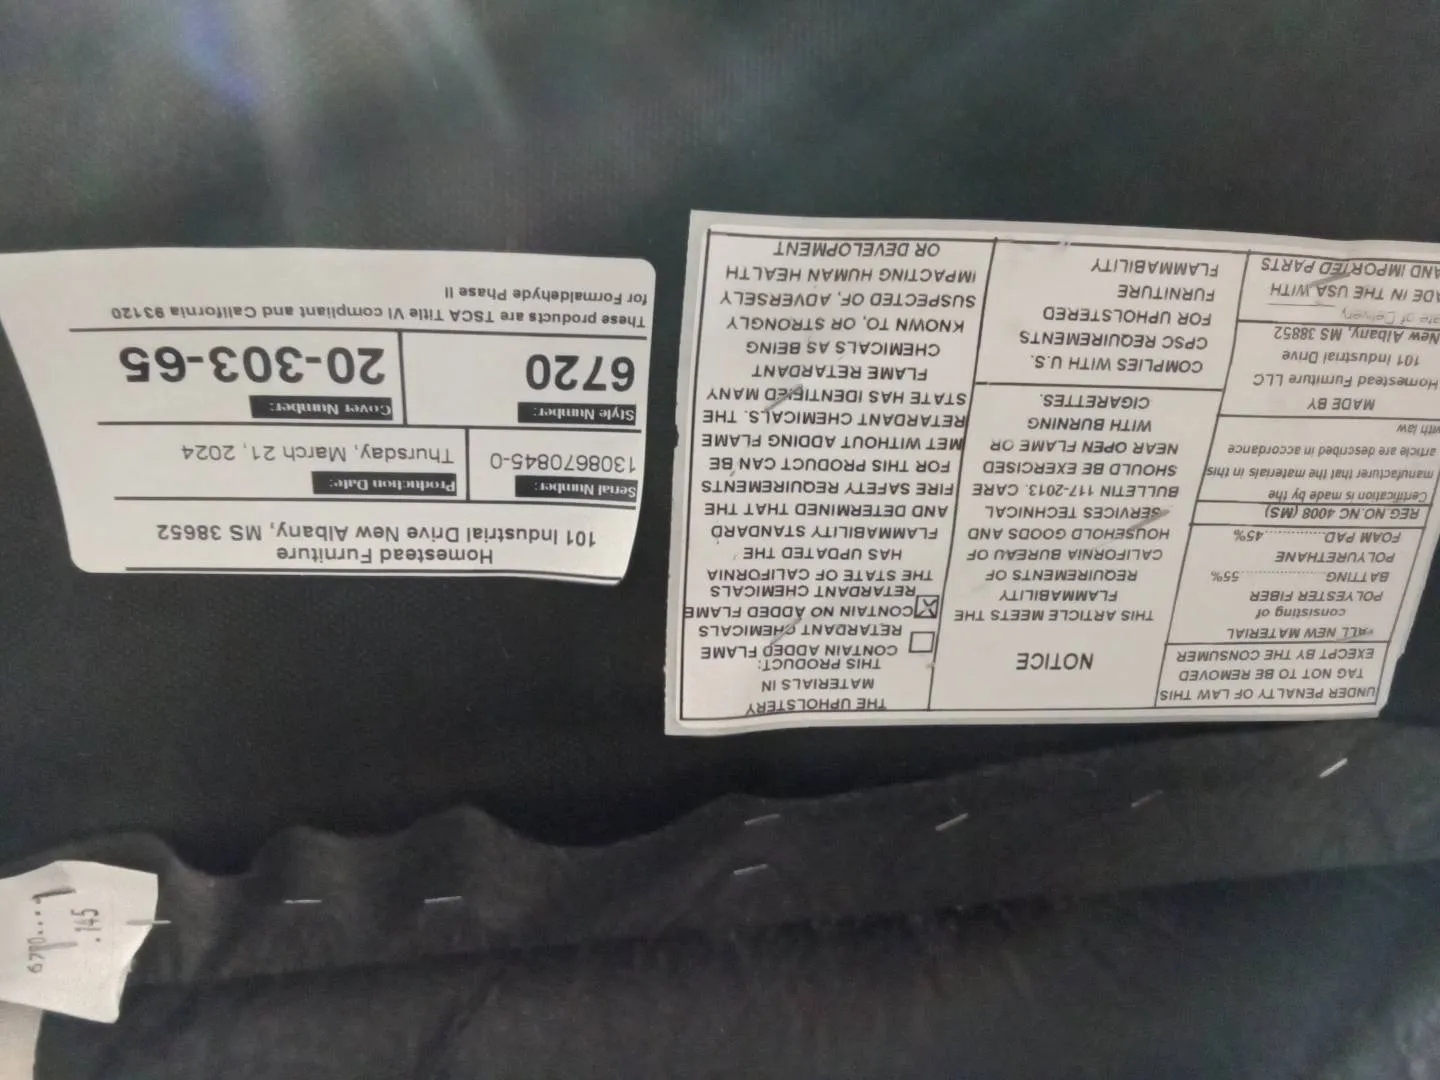 Homestead Furniture
101 Industrial Drive New Albany, MS 38652
Serial Number:
1308670845-0
Production Date:
Thursday, March 21, 2024
Style Number:
6720
Cover Number:
20-303-65
These products are TSCA Title VI compliant and California 93120
for Formaldehyde Phase II
UNDER PENALTY OF LAW THIS
TAG NOT TO BE REMOVED
EXECPT BY THE CONSUMER
ALL NEW MATERIAL
consisting of
POLYESTER FIBER
BATTING.....................55%
POLYURETHANE
FOAM PAD..............45%
REG NO.NC 4008 (MS)
Certification is made by the
manufacturer that the materials in this
article are described in accordance
with law
MADE BY
Homestead Furniture LLC
101 Industrial Drive
New Albany, MS 38852
Date of Delivery
MADE IN THE USA WITH
AND IMPORTED PARTS
NOTICE
THIS ARTICLE MEETS THE
FLAMMABILITY
REQUIREMENTS OF
CALIFORNIA BUREAU OF
HOUSEHOLD GOODS AND
SERVICES TECHNICAL
BULLETIN 117-2013. CARE
SHOULD BE EXERCISED
NEAR OPEN FLAME OR
WITH BURNING
CIGARETTES.
COMPLIES WITH U.S.
CPSC REQUIREMENTS
FOR UPHOLSTERED
FURNITURE
FLAMMABILITY
THE UPHOLSTERY
MATERIALS IN
THIS PRODUCT:
CONTAIN ADDED FLAME
RETARDANT CHEMICALS
CONTAIN NO ADDED FLAME
RETARDANT CHEMICALS
THE STATE OF CALIFORNIA
HAS UPDATED THE
FLAMMABILITY STANDARD
AND DETERMINED THAT THE
FIRE SAFETY REQUIREMENTS
FOR THIS PRODUCT CAN BE
MET WITHOUT ADDING FLAME
RETARDANT CHEMICALS. THE
STATE HAS IDENTIFIED MANY
FLAME RETARDANT
CHEMICALS AS BEING
KNOWN TO, OR STRONGLY
SUSPECTED OF, ADVERSELY
IMPACTING HUMAN HEALTH
OR DEVELOPMENT
.145